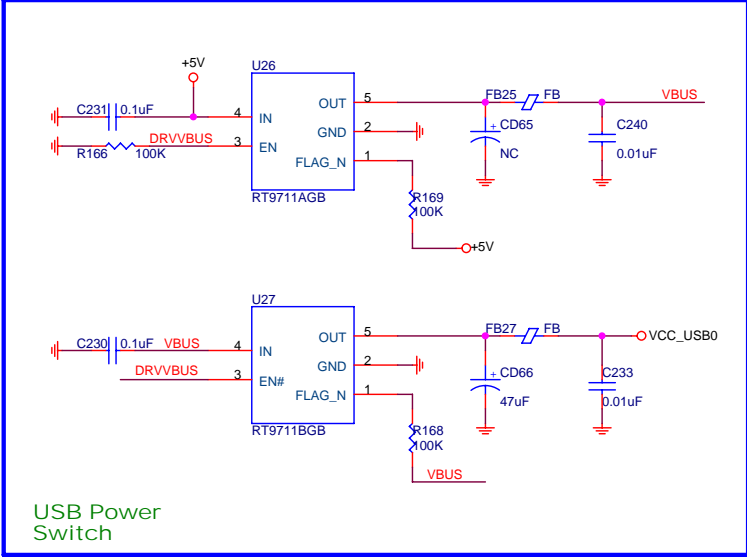 +5V
U26
C231 0.1uF 4 IN OUT 5 FB25 FB VBUS
GND 2 + CD65 C240
DRVVBUS 3 EN NC 0.01uF
R166 100K FLAG_N 1
RT9711AGB R169
100K
+5V
U27
C230 0.1uF VBUS 4 IN OUT 5 FB27 FB VCC_USB0
DRVVBUS 3 EN# GND 2 + CD66 C233
FLAG_N 1 47uF 0.01uF
RT9711BGB R168
100K
VBUS
USB Power
Switch